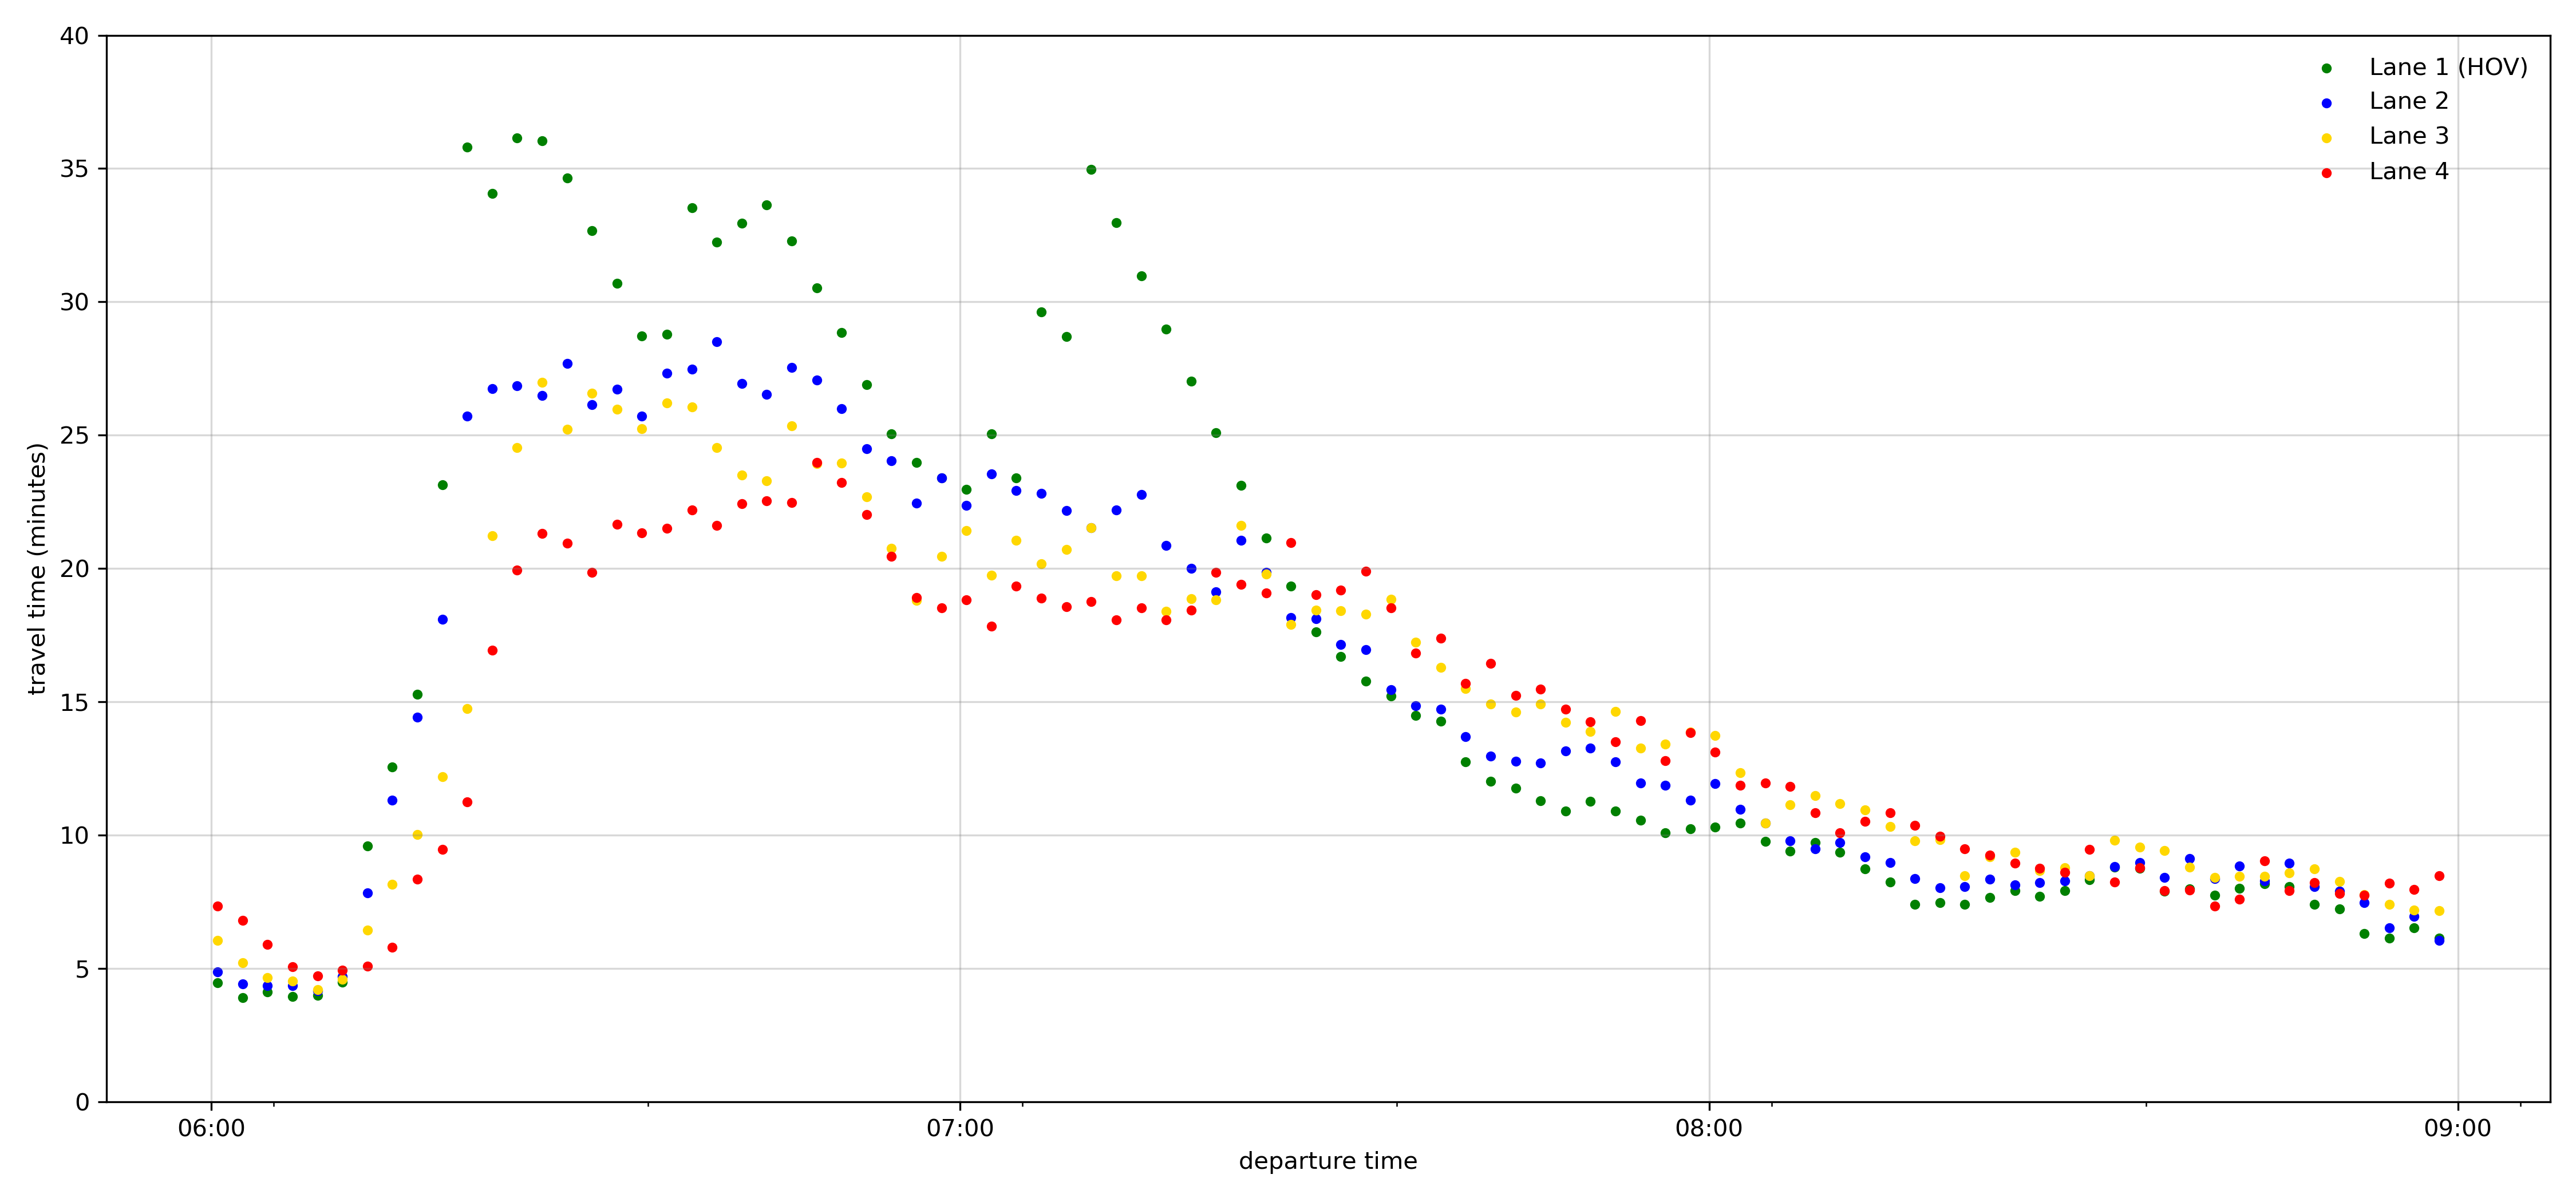 40
35
30
25
20
15
10
5
0
travel time (minutes)
Lane 1 (HOV)
Lane 2
Lane 3
Lane 4
06:00
07:00
08:00
09:00
departure time